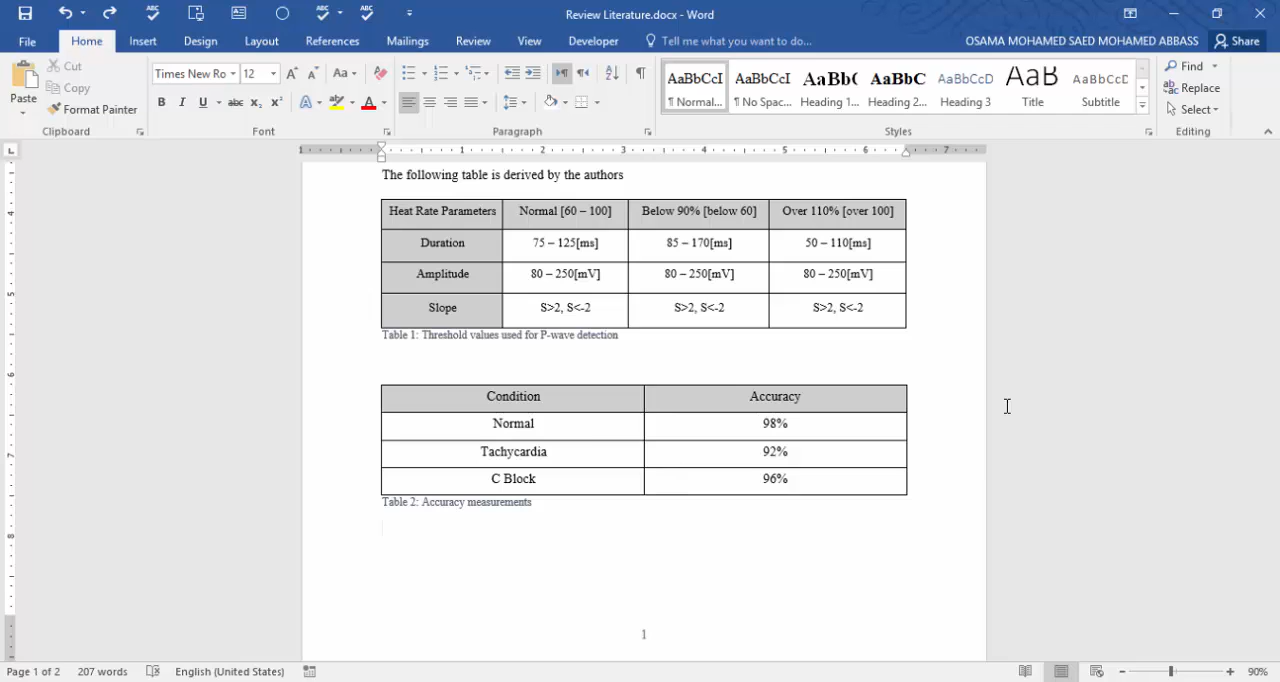 Review Literature.docx - Word
File Home Insert Design Layout References Mailings Review View Developer Tell me what you want to do... OSAMA MOHAMED SAED MOHAMED ABBASS Share
Paste Cut Copy Format Painter Clipboard
Times New Ro 12 Font
Paragraph
AaBbCcI AaBbCcI AaBb( AaBbC AaBbCcD AaB AaBbCcD
¶ Normal... ¶ No Spac... Heading 1... Heading 2... Heading 3 Title Subtitle
Styles
Find
Replace
Select
Editing
The following table is derived by the authors
Heat Rate Parameters Normal [60 – 100] Below 90% [below 60] Over 110% [over 100]
Duration 75 – 125[ms] 85 – 170[ms] 50 – 110[ms]
Amplitude 80 – 250[mV] 80 – 250[mV] 80 – 250[mV]
Slope S>2, S<-2 S>2, S<-2 S>2, S<-2
Table 1: Threshold values used for P-wave detection
Condition Accuracy
Normal 98%
Tachycardia 92%
C Block 96%
Table 2: Accuracy measurements
1
Page 1 of 2 207 words English (United States) 90%